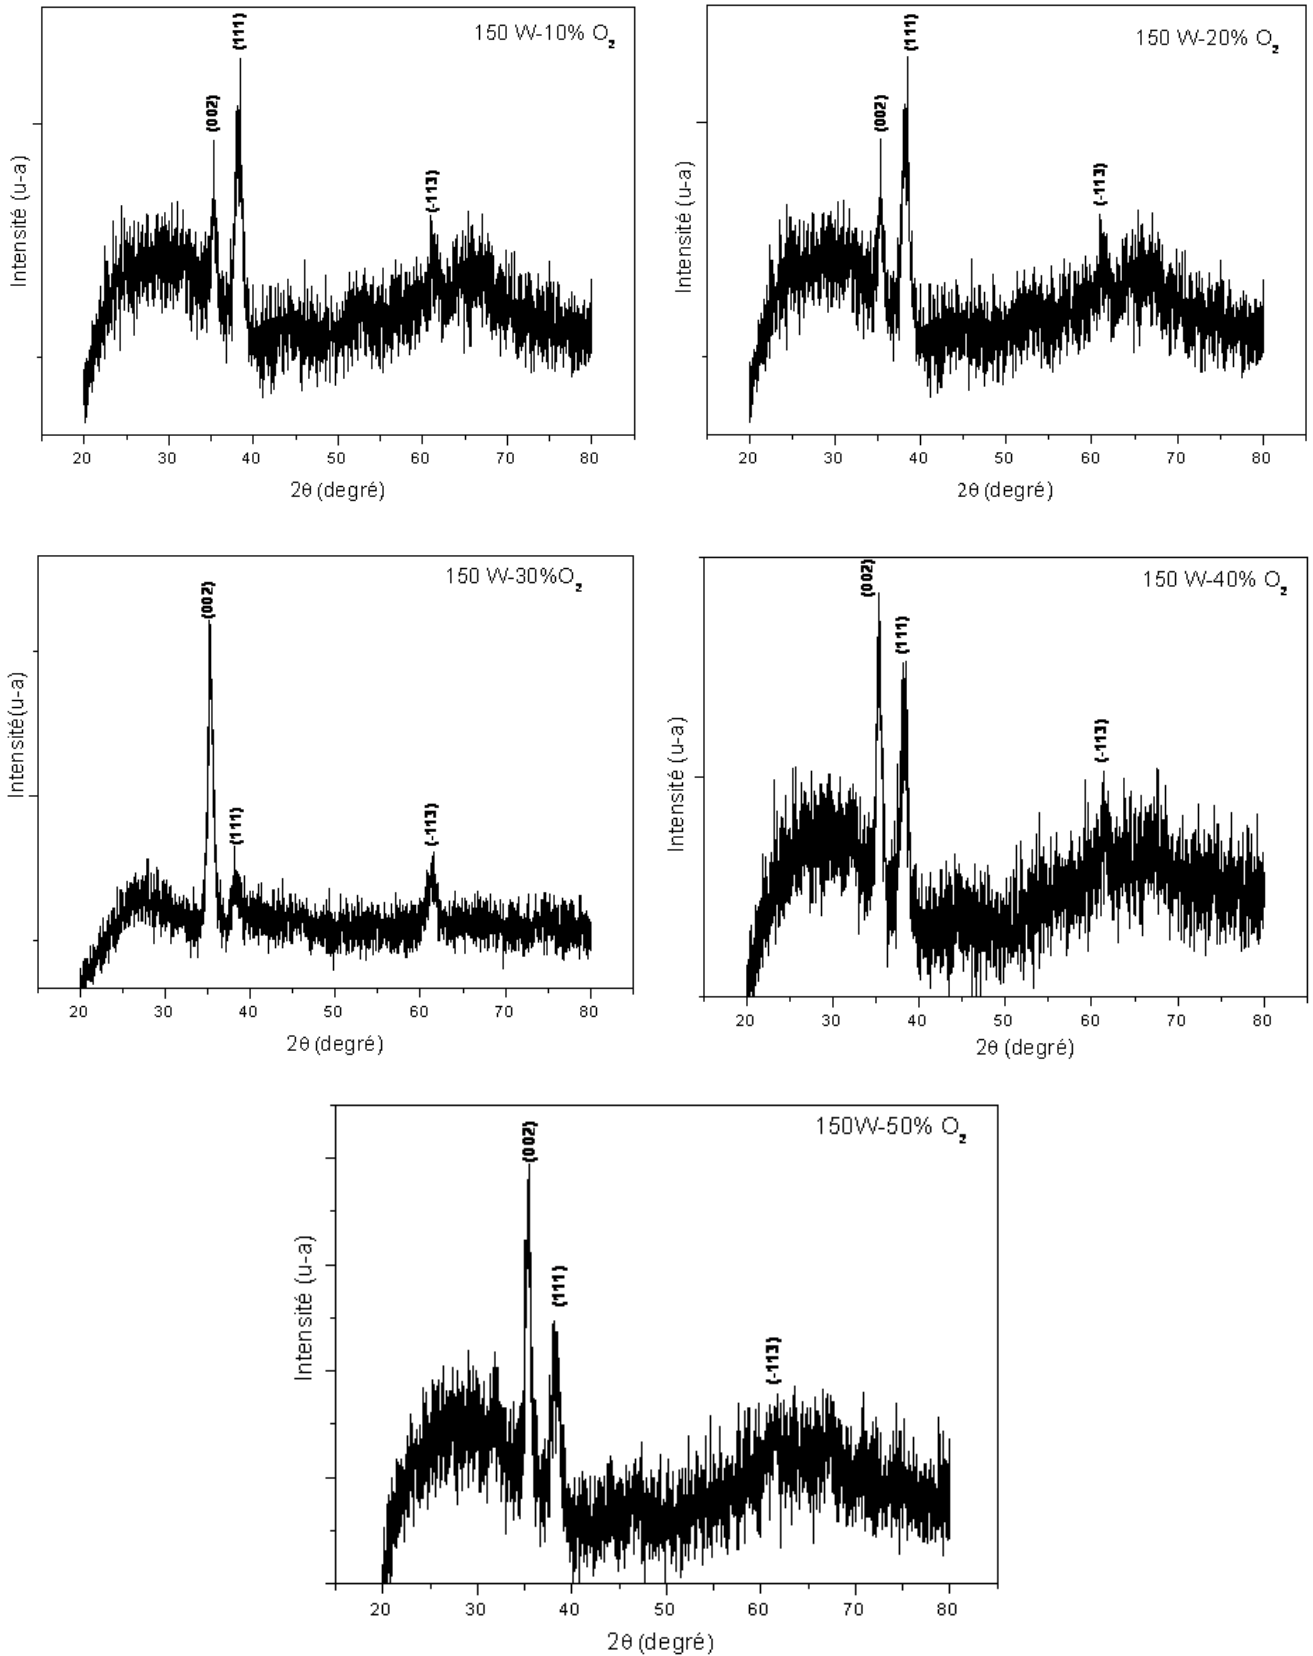 150 W-10% O₂
(111)
(002)
(-113)
Intensité (u-a)
20 30 40 50 60 70 80
2θ (degré)
150 W-20% O₂
(111)
(002)
(-113)
Intensité (u-a)
20 30 40 50 60 70 80
2θ (degré)
150 W-30%O₂
(002)
(111)
(-113)
Intensité(u-a)
20 30 40 50 60 70 80
2θ (degré)
150 W-40% O₂
(002)
(111)
(-113)
Intensité (u-a)
20 30 40 50 60 70 80
2θ (degré)
150W-50% O₂
(002)
(111)
(-113)
Intensité (u-a)
20 30 40 50 60 70 80
2θ (degré)